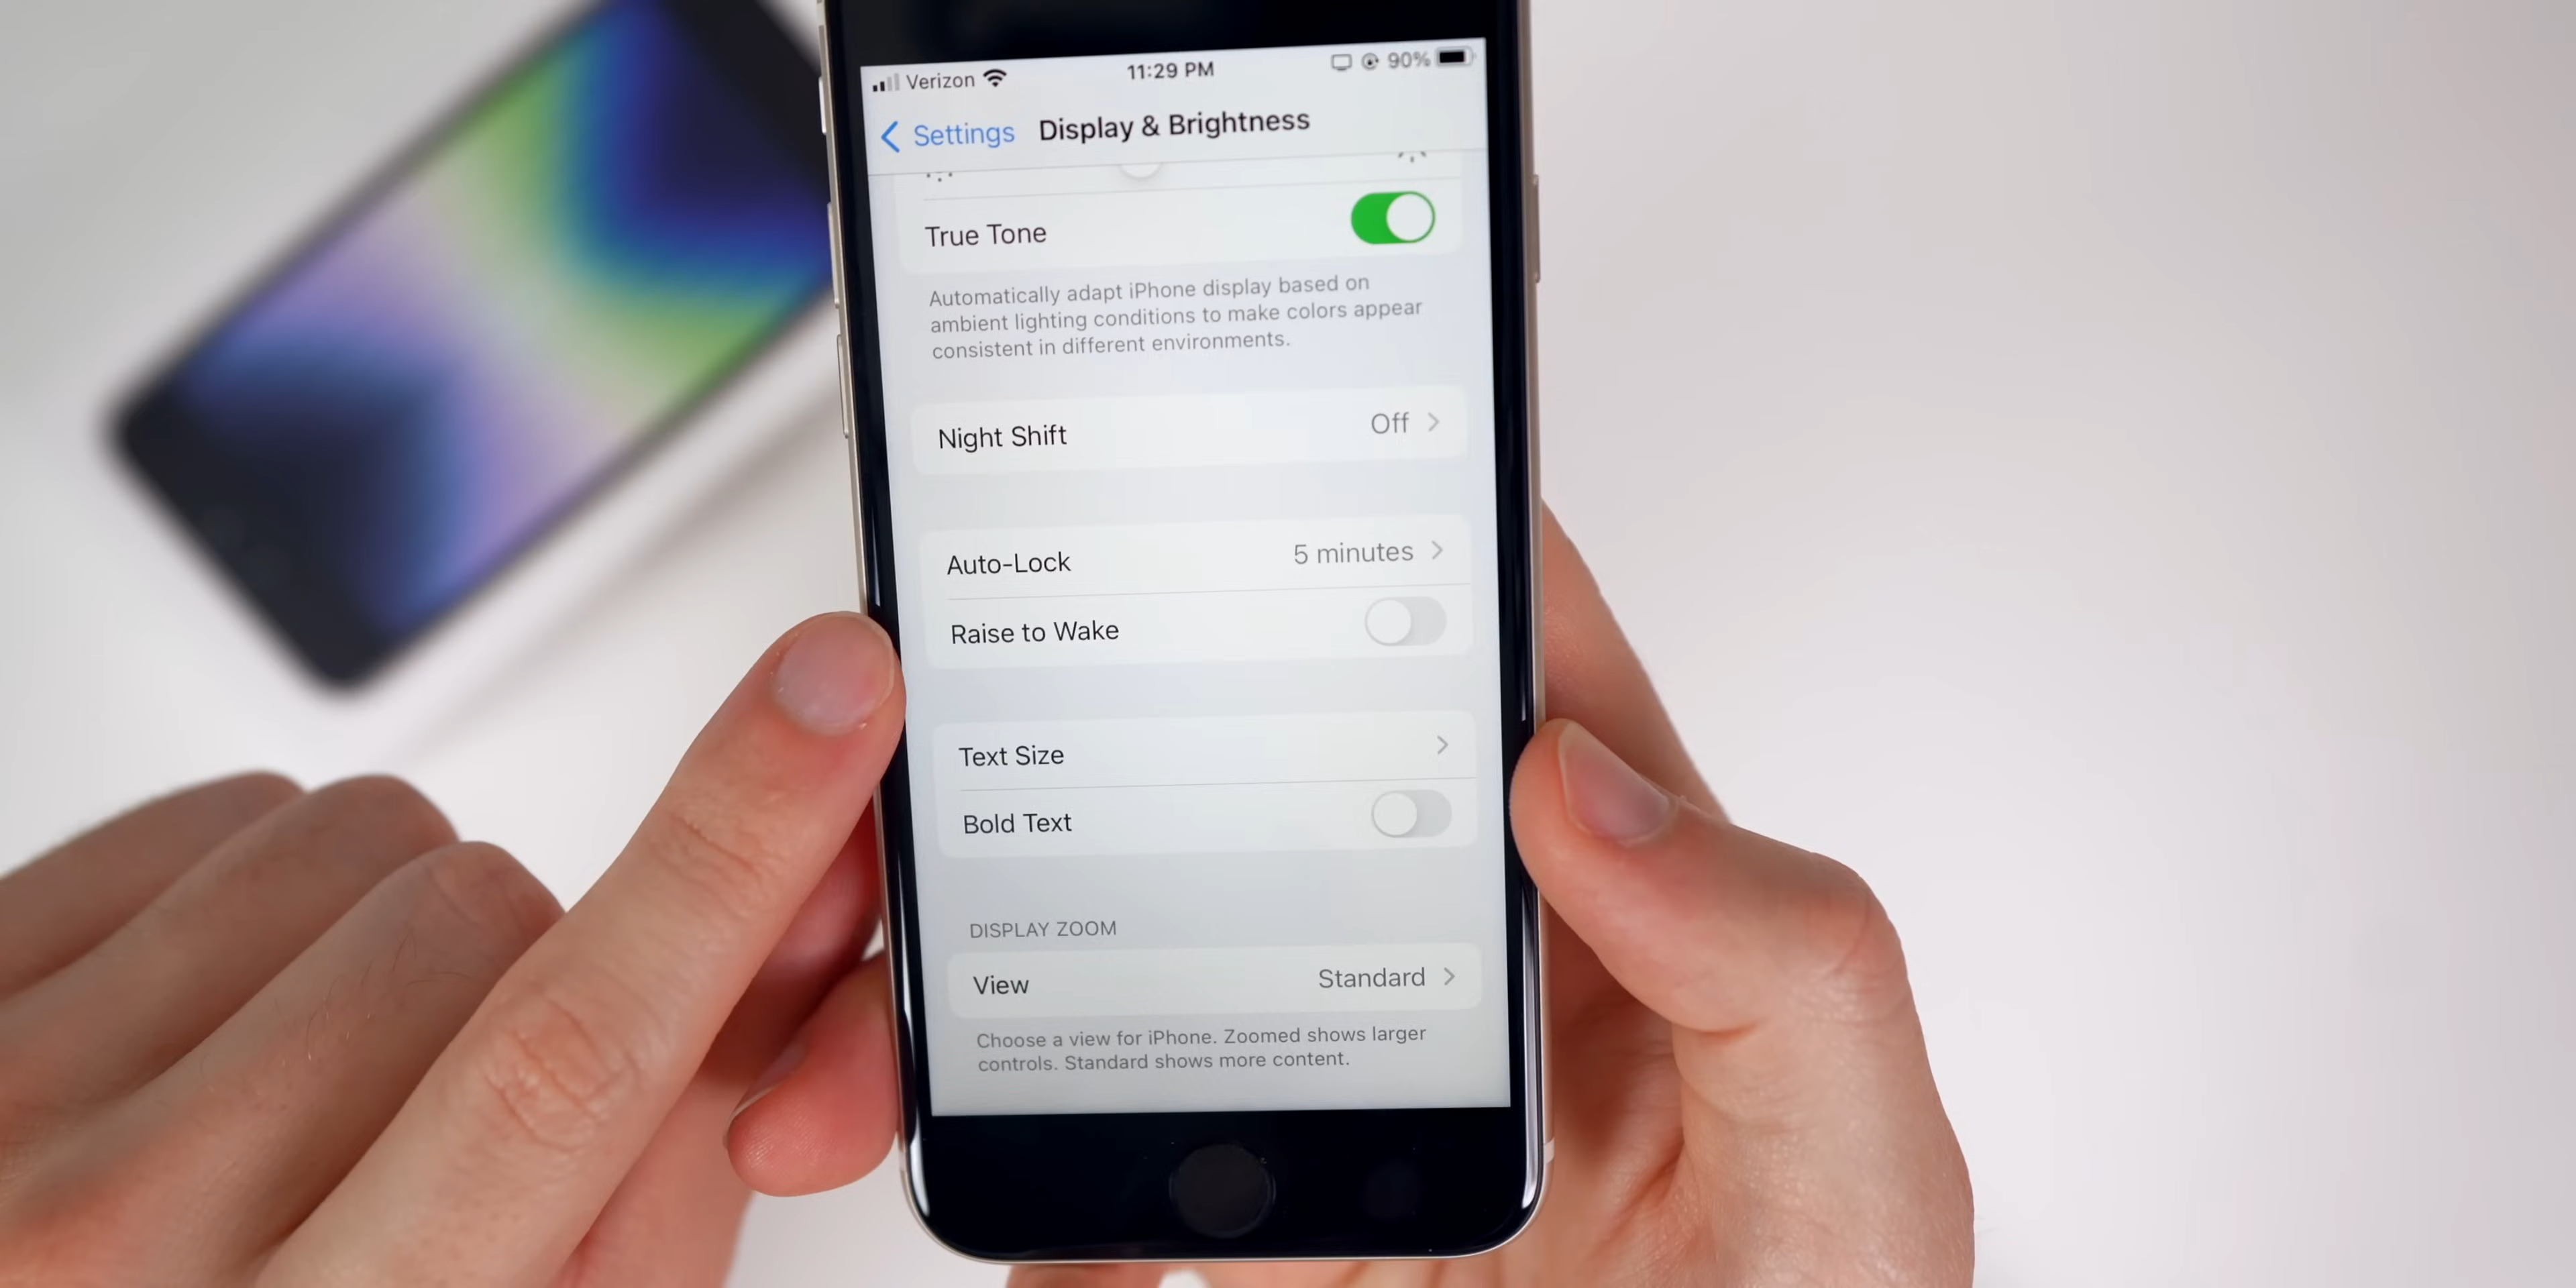 Verizon 11:29 PM 90%
Settings Display & Brightness
True Tone
Automatically adapt iPhone display based on
ambient lighting conditions to make colors appear
consistent in different environments.
Night Shift Off
Auto-Lock 5 minutes
Raise to Wake
Text Size
Bold Text
DISPLAY ZOOM
View Standard
Choose a view for iPhone. Zoomed shows larger
controls. Standard shows more content.